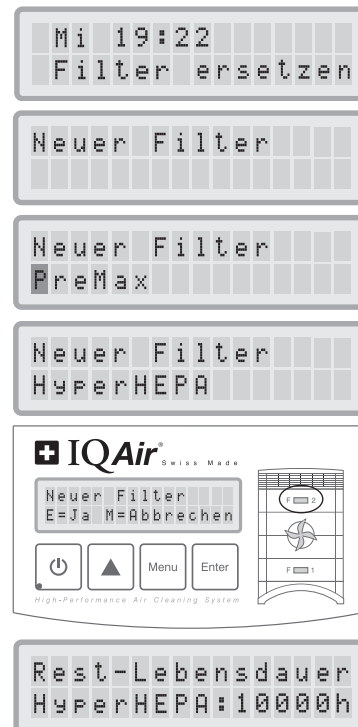 Mi 19:22
Filter ersetzen
Neuer Filter
Neuer Filter
PreMax
Neuer Filter
HyperHEPA
IQAir® Swiss Made
Neuer Filter
E=Ja M=Abbrechen
F 2
Menu Enter
F 1
High-Performance Air Cleaning System
Rest-Lebensdauer
HyperHEPA:10000h